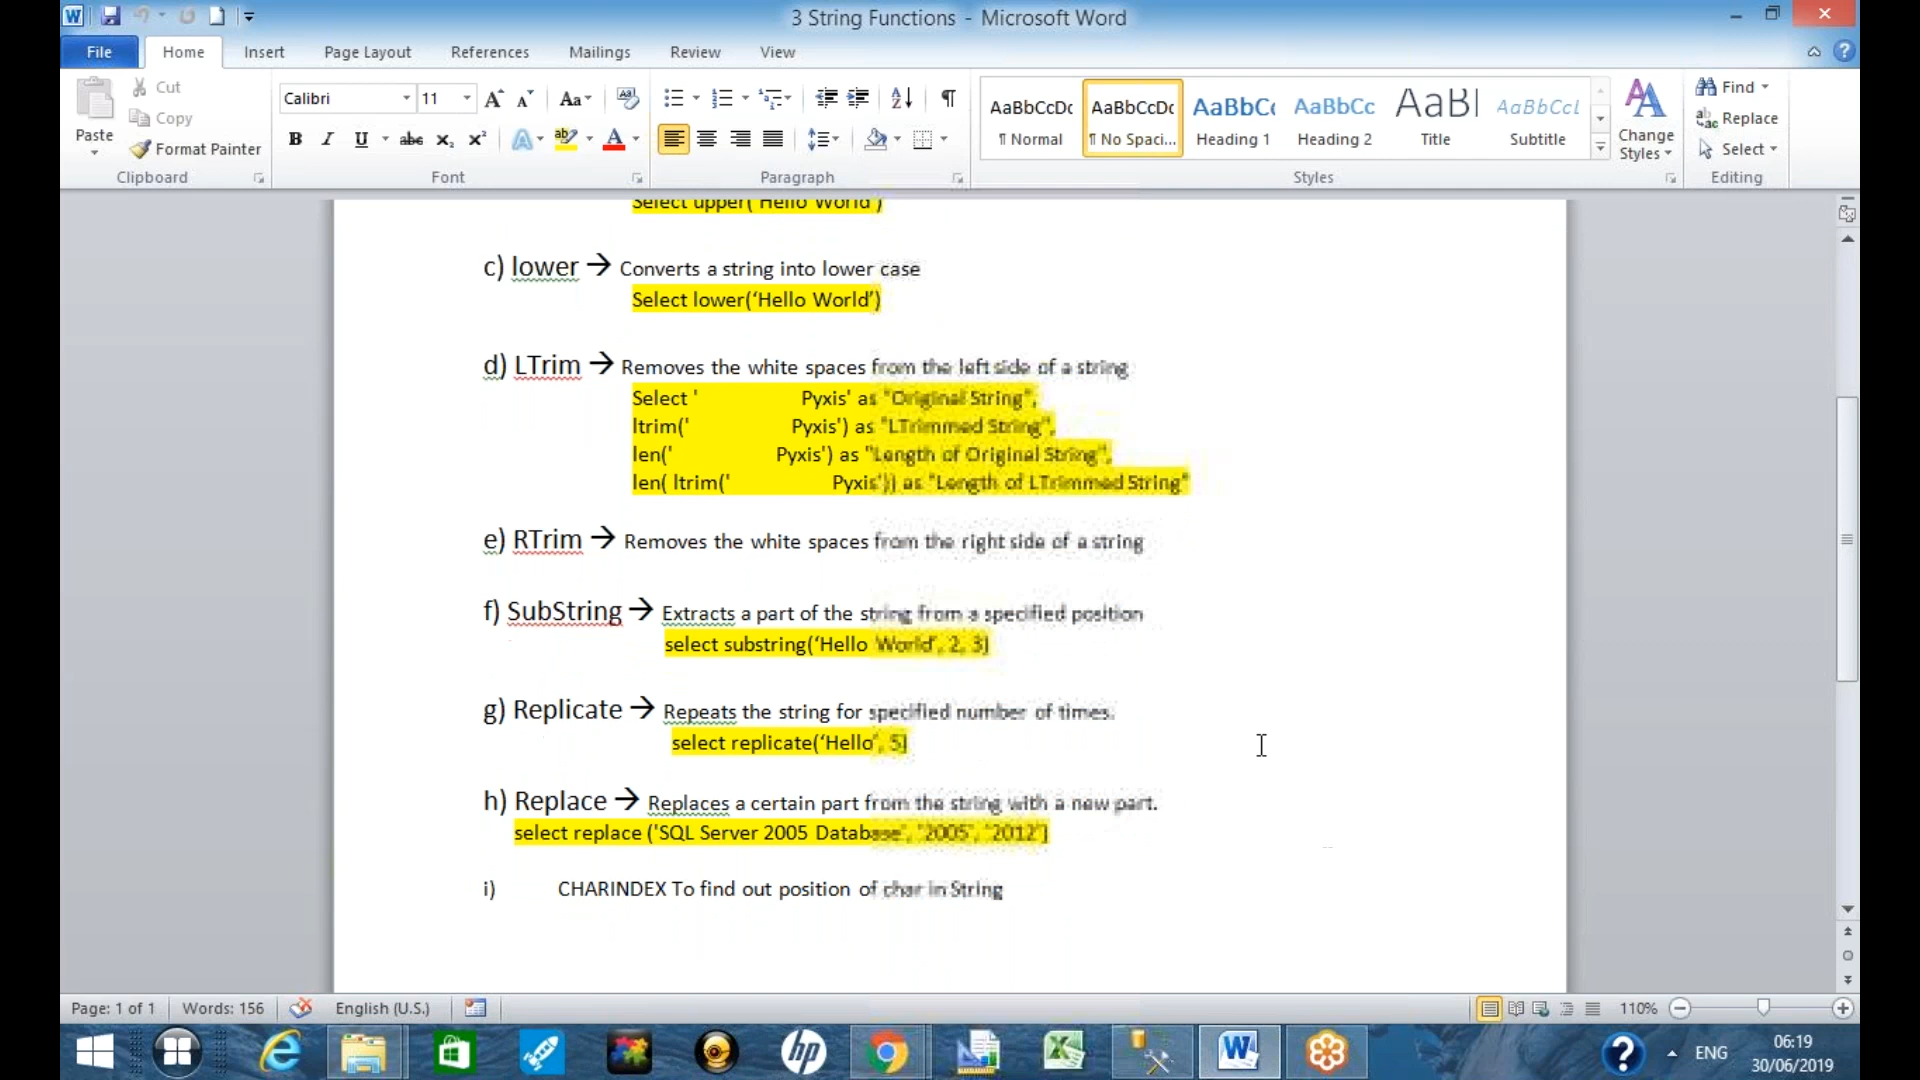 3 String Functions - Microsoft Word
File Home Insert Page Layout References Mailings Review View
Paste Cut Copy Format Painter
Calibri 11
AaBbCcDc AaBbCcDc AaBbC AaBbCc AaBI AaBbCcL
¶ Normal ¶ No Spaci... Heading 1 Heading 2 Title Subtitle
Change Styles
Find Replace Select
Clipboard Font Paragraph Styles Editing
Select upper('Hello World')
c) lower → Converts a string into lower case
Select lower(‘Hello World’)
d) LTrim → Removes the white spaces from the left side of a string
Select ' Pyxis' as "Original String",
ltrim(' Pyxis') as "LTrimmed String",
len(' Pyxis') as "Length of Original String",
len( ltrim(' Pyxis')) as "Length of LTrimmed String"
e) RTrim → Removes the white spaces from the right side of a string
f) SubString → Extracts a part of the string from a specified position
select substring(‘Hello World’, 2, 3)
g) Replicate → Repeats the string for specified number of times.
select replicate(‘Hello’, 5)
h) Replace → Replaces a certain part from the string with a new part.
select replace ('SQL Server 2005 Database', '2005', '2012')
i) CHARINDEX To find out position of char in String
Page: 1 of 1 Words: 156 English (U.S.) 110%
ENG 06:19
30/06/2019